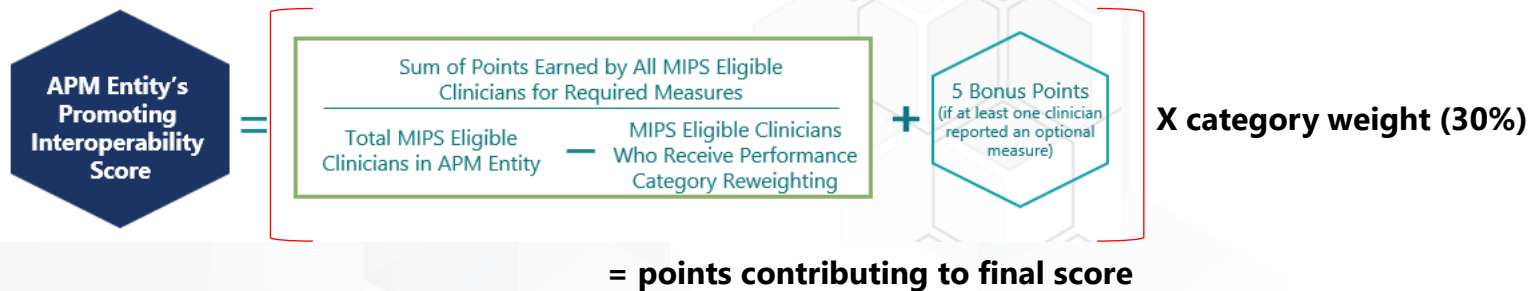 APM Entity's
Promoting
Interoperability
Score
=
Sum of Points Earned by All MIPS Eligible
Clinicians for Required Measures
Total MIPS Eligible
Clinicians in APM Entity
—
MIPS Eligible Clinicians
Who Receive Performance
Category Reweighting
+
5 Bonus Points
(if at least one clinician
reported an optional
measure)
X category weight (30%)
= points contributing to final score